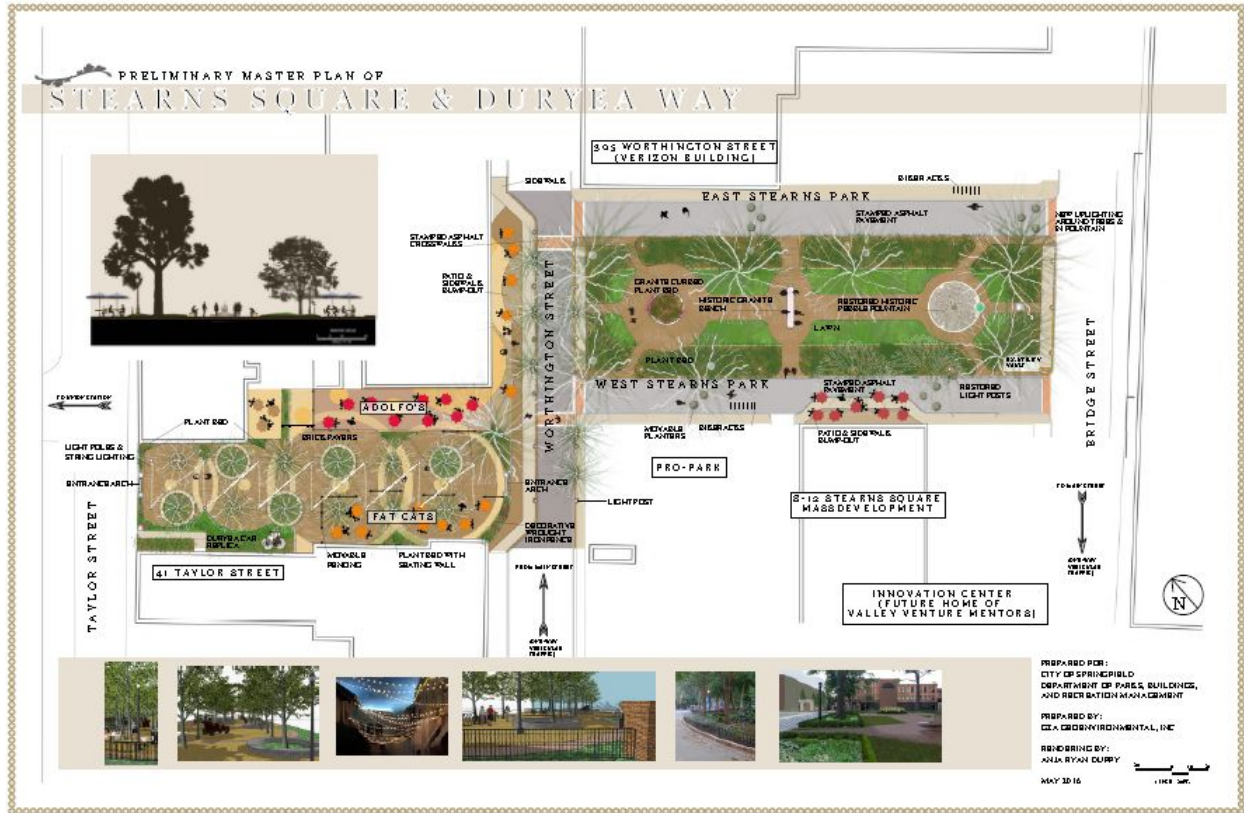 PRELIMINARY MASTER PLAN OF
STEARNS SQUARE & DURYEA WAY
305 WORTHINGTON STREET
(VERIZON BUILDING)
SIDEWALK
BIKE RACKS
EAST STEARNS PARK
STAMPED ASPHALT
PAVEMENT
NEW UPLIGHTING
AROUND TREES &
IN FOUNTAIN
STAMPED ASPHALT
CROSSWALKS
PATIO &
SIDEWALK
BUMP-OUT
WORTHINGTON STREET
GRANITE CURBED
PLANT BED
HISTORIC GRANITE
BENCH
RESTORED HISTORIC
PEBBLE FOUNTAIN
LAWN
PLANT BED
WEST STEARNS PARK
STAMPED ASPHALT
PAVEMENT
RESTORED
LIGHT POSTS
BRIDGE STREET
MOVABLE
PLANTERS
BIKE RACKS
PATIO & SIDEWALK
BUMP-OUT
PRO-PARK
8-12 STEARNS SQUARE
MASSDEVELOPMENT
INNOVATION CENTER
(FUTURE HOME OF
VALLEY VENTURE MENTORS)
PLANT BED
ADOLFO'S
BRICK PAVERS
LIGHT POLES &
STRING LIGHTING
ENTRANCE ARCH
ENTRANCE
ARCH
LIGHT POST
FAT CATS
DECORATIVE
WROUGHT
IRON FENCE
DURYEA CAR
REPLICA
MOVABLE
FENCING
PLANT BED WITH
SEATING WALL
41 TAYLOR STREET
TAYLOR STREET
N
PREPARED FOR:
CITY OF SPRINGFIELD
DEPARTMENT OF PARKS, BUILDINGS,
AND RECREATION MANAGEMENT
PREPARED BY:
GZA GEOENVIRONMENTAL, INC
RENDERING BY:
ANJA RYAN DUFFY
MAY 2016